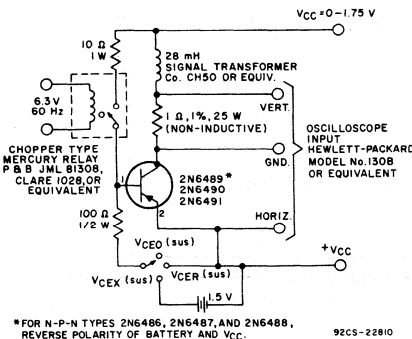 VCC=0-1.75 V
10 Ω
1 W
28 mH
SIGNAL TRANSFORMER
Co. CH50 OR EQUIV.
6.3V
60 Hz
VERT.
1 Ω, 1%, 25 W
(NON-INDUCTIVE)
OSCILLOSCOPE
INPUT
HEWLETT-PACKARD
MODEL No.130B
OR EQUIVALENT
GND.
CHOPPER TYPE
MERCURY RELAY
P & B JML 81308,
CLARE 1028, OR
EQUIVALENT
1
2N6489*
2N6490
2N6491
2
HORIZ.
100 Ω
1/2 W
VCEO (sus)
+VCC
VCEX (sus)
VCER (sus)
1.5 V
*FOR N-P-N TYPES 2N6486, 2N6487, AND 2N6488,
REVERSE POLARITY OF BATTERY AND VCC.
92CS-22810